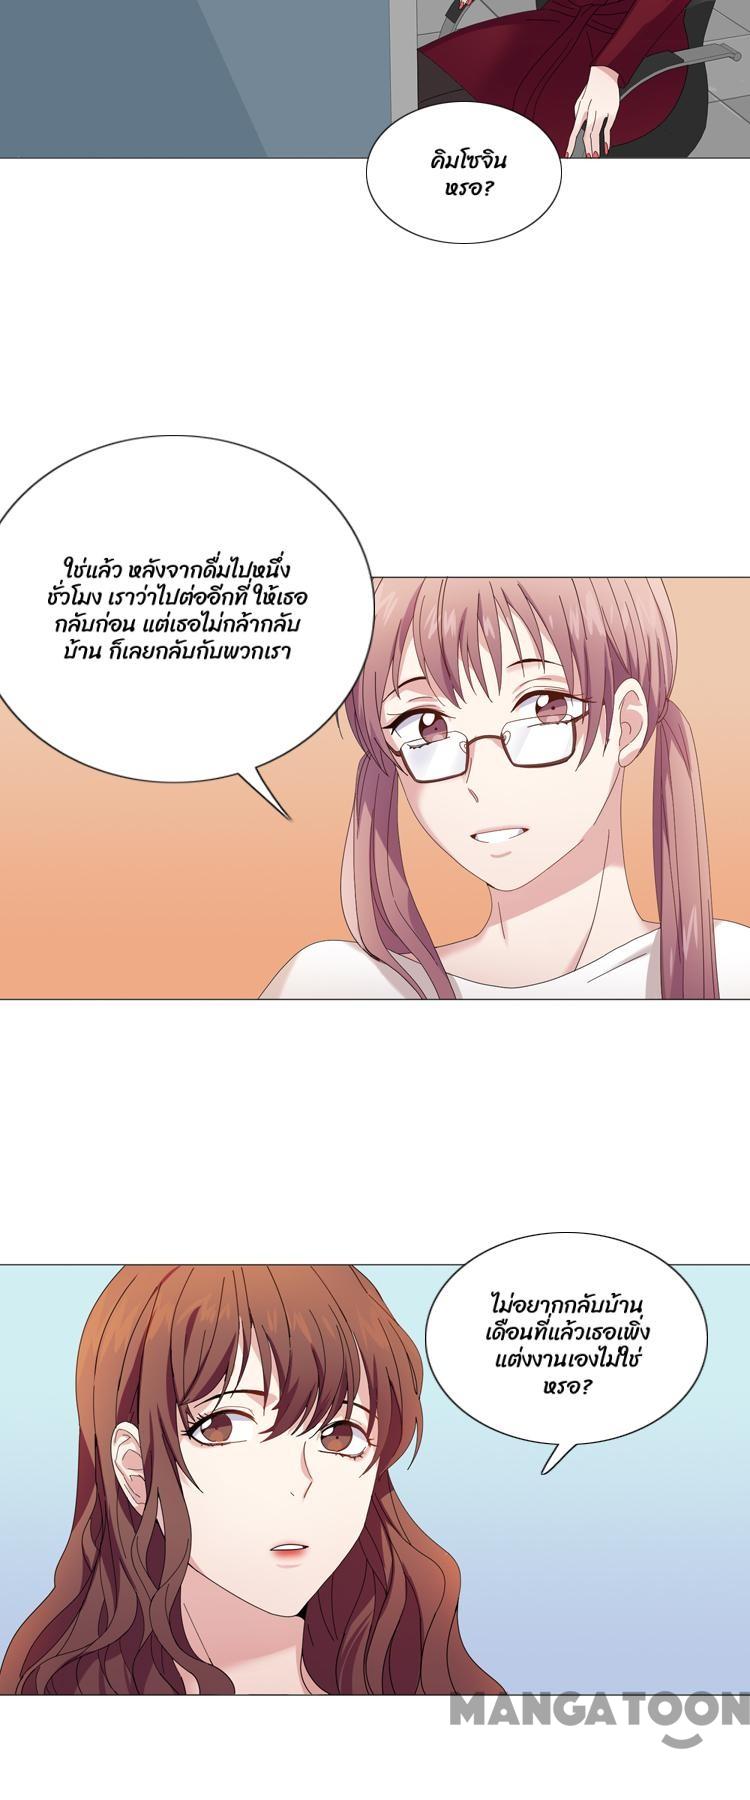 คิมโซจิน
หรอ?
ใช่แล้ว หลังจากดื่มไปหนึ่ง
ชั่วโมง เราว่าไปต่ออีกที่ ให้เธอ
กลับก่อน แต่เธอไม่กล้ากลับ
บ้าน ก็เลยกลับกับพวกเรา
ไม่อยากกลับบ้าน
เดือนที่แล้วเธอเพิ่ง
แต่งงานเองไม่ใช่
หรอ?
MANGATOON